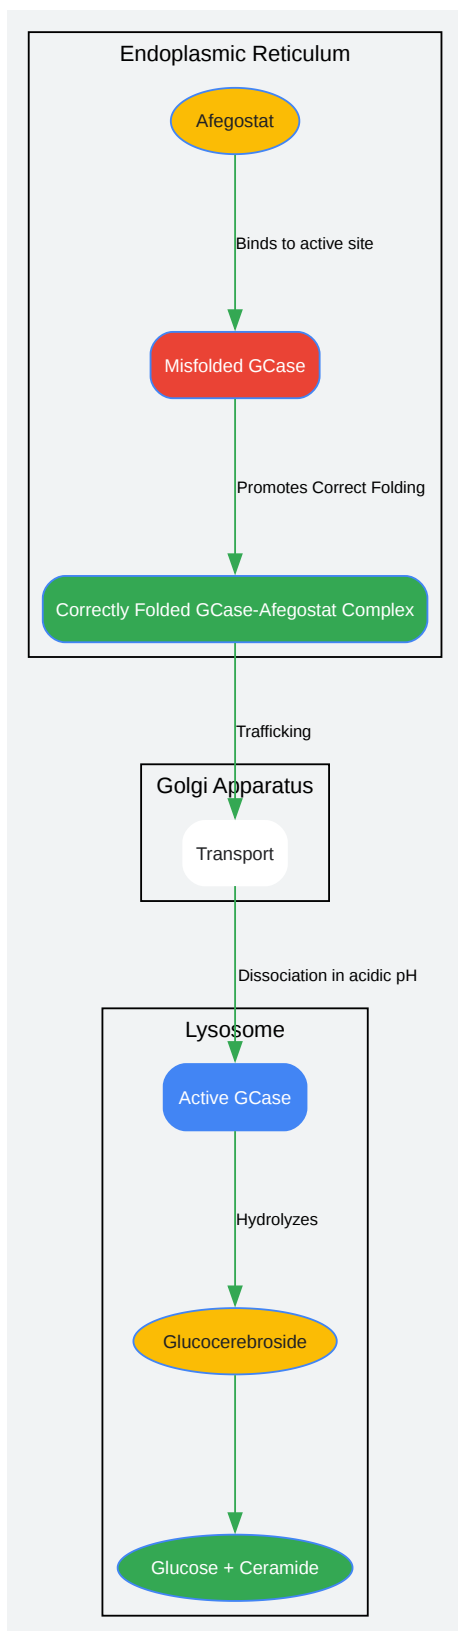 Endoplasmic Reticulum
Afegostat
Binds to active site
Misfolded GCase
Promotes Correct Folding
Correctly Folded GCase-Afegostat Complex
Trafficking
Golgi Apparatus
Transport
Dissociation in acidic pH
Lysosome
Active GCase
Hydrolyzes
Glucocerebroside
Glucose + Ceramide